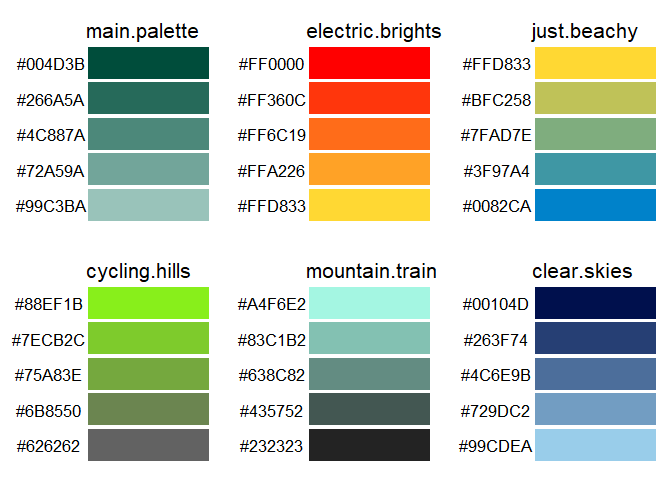 main.palette
#004D3B
#266A5A
#4C887A
#72A59A
#99C3BA
electric.brights
#FF0000
#FF360C
#FF6C19
#FFA226
#FFD833
just.beachy
#FFD833
#BFC258
#7FAD7E
#3F97A4
#0082CA
cycling.hills
#88EF1B
#7ECB2C
#75A83E
#6B8550
#626262
mountain.train
#A4F6E2
#83C1B2
#638C82
#435752
#232323
clear.skies
#00104D
#263F74
#4C6E9B
#729DC2
#99CDEA